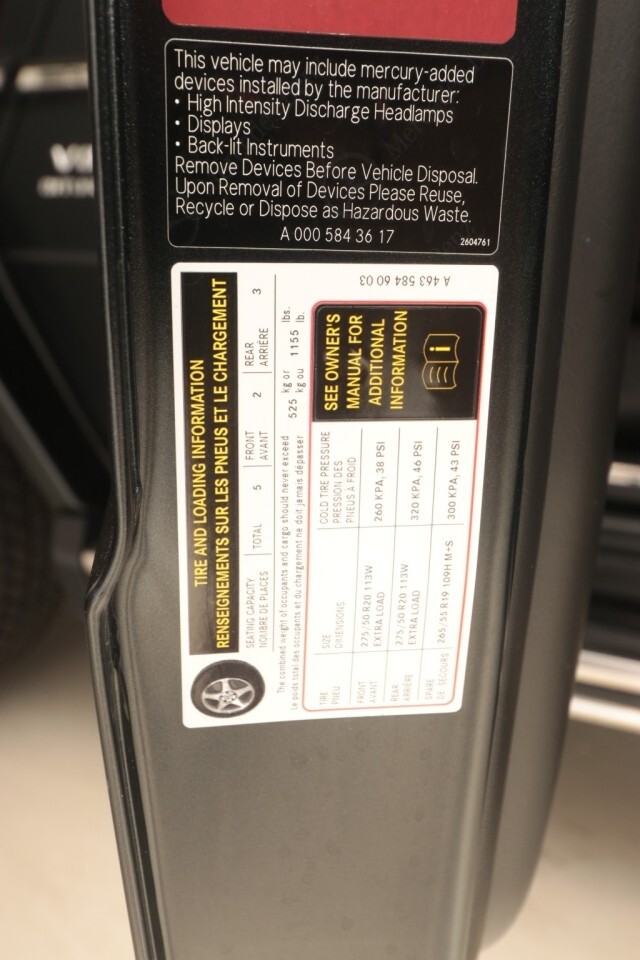 This vehicle may include mercury-added
devices installed by the manufacturer:
• High Intensity Discharge Headlamps
• Displays
• Back-lit Instruments
Remove Devices Before Vehicle Disposal.
Upon Removal of Devices Please Reuse,
Recycle or Dispose as Hazardous Waste.
A 000 584 36 17
2604761
A 463 584 60 03
TIRE AND LOADING INFORMATION
RENSEIGNEMENTS SUR LES PNEUS ET LE CHARGEMENT
SEATING CAPACITY TOTAL 5 FRONT 2 REAR 3
NOMBRE DE PLACES AVANT ARRIÈRE
The combined weight of occupants and cargo should never exceed 525 kg or 1155 lbs.
Le poids total des occupants et du chargement ne doit jamais dépasser kg ou lb.
TIRE SIZE COLD TIRE PRESSURE
PNEU DIMENSIONS PRESSION DES
PNEUS À FROID
FRONT 275/50 R20 113W 260 KPA, 38 PSI
AVANT EXTRA LOAD
REAR 275/50 R20 113W 320 KPA, 46 PSI
ARRIÈRE EXTRA LOAD
SPARE 265/55 R19 109H M+S 300 KPA, 43 PSI
DE SECOURS
SEE OWNER'S
MANUAL FOR
ADDITIONAL
INFORMATION
i